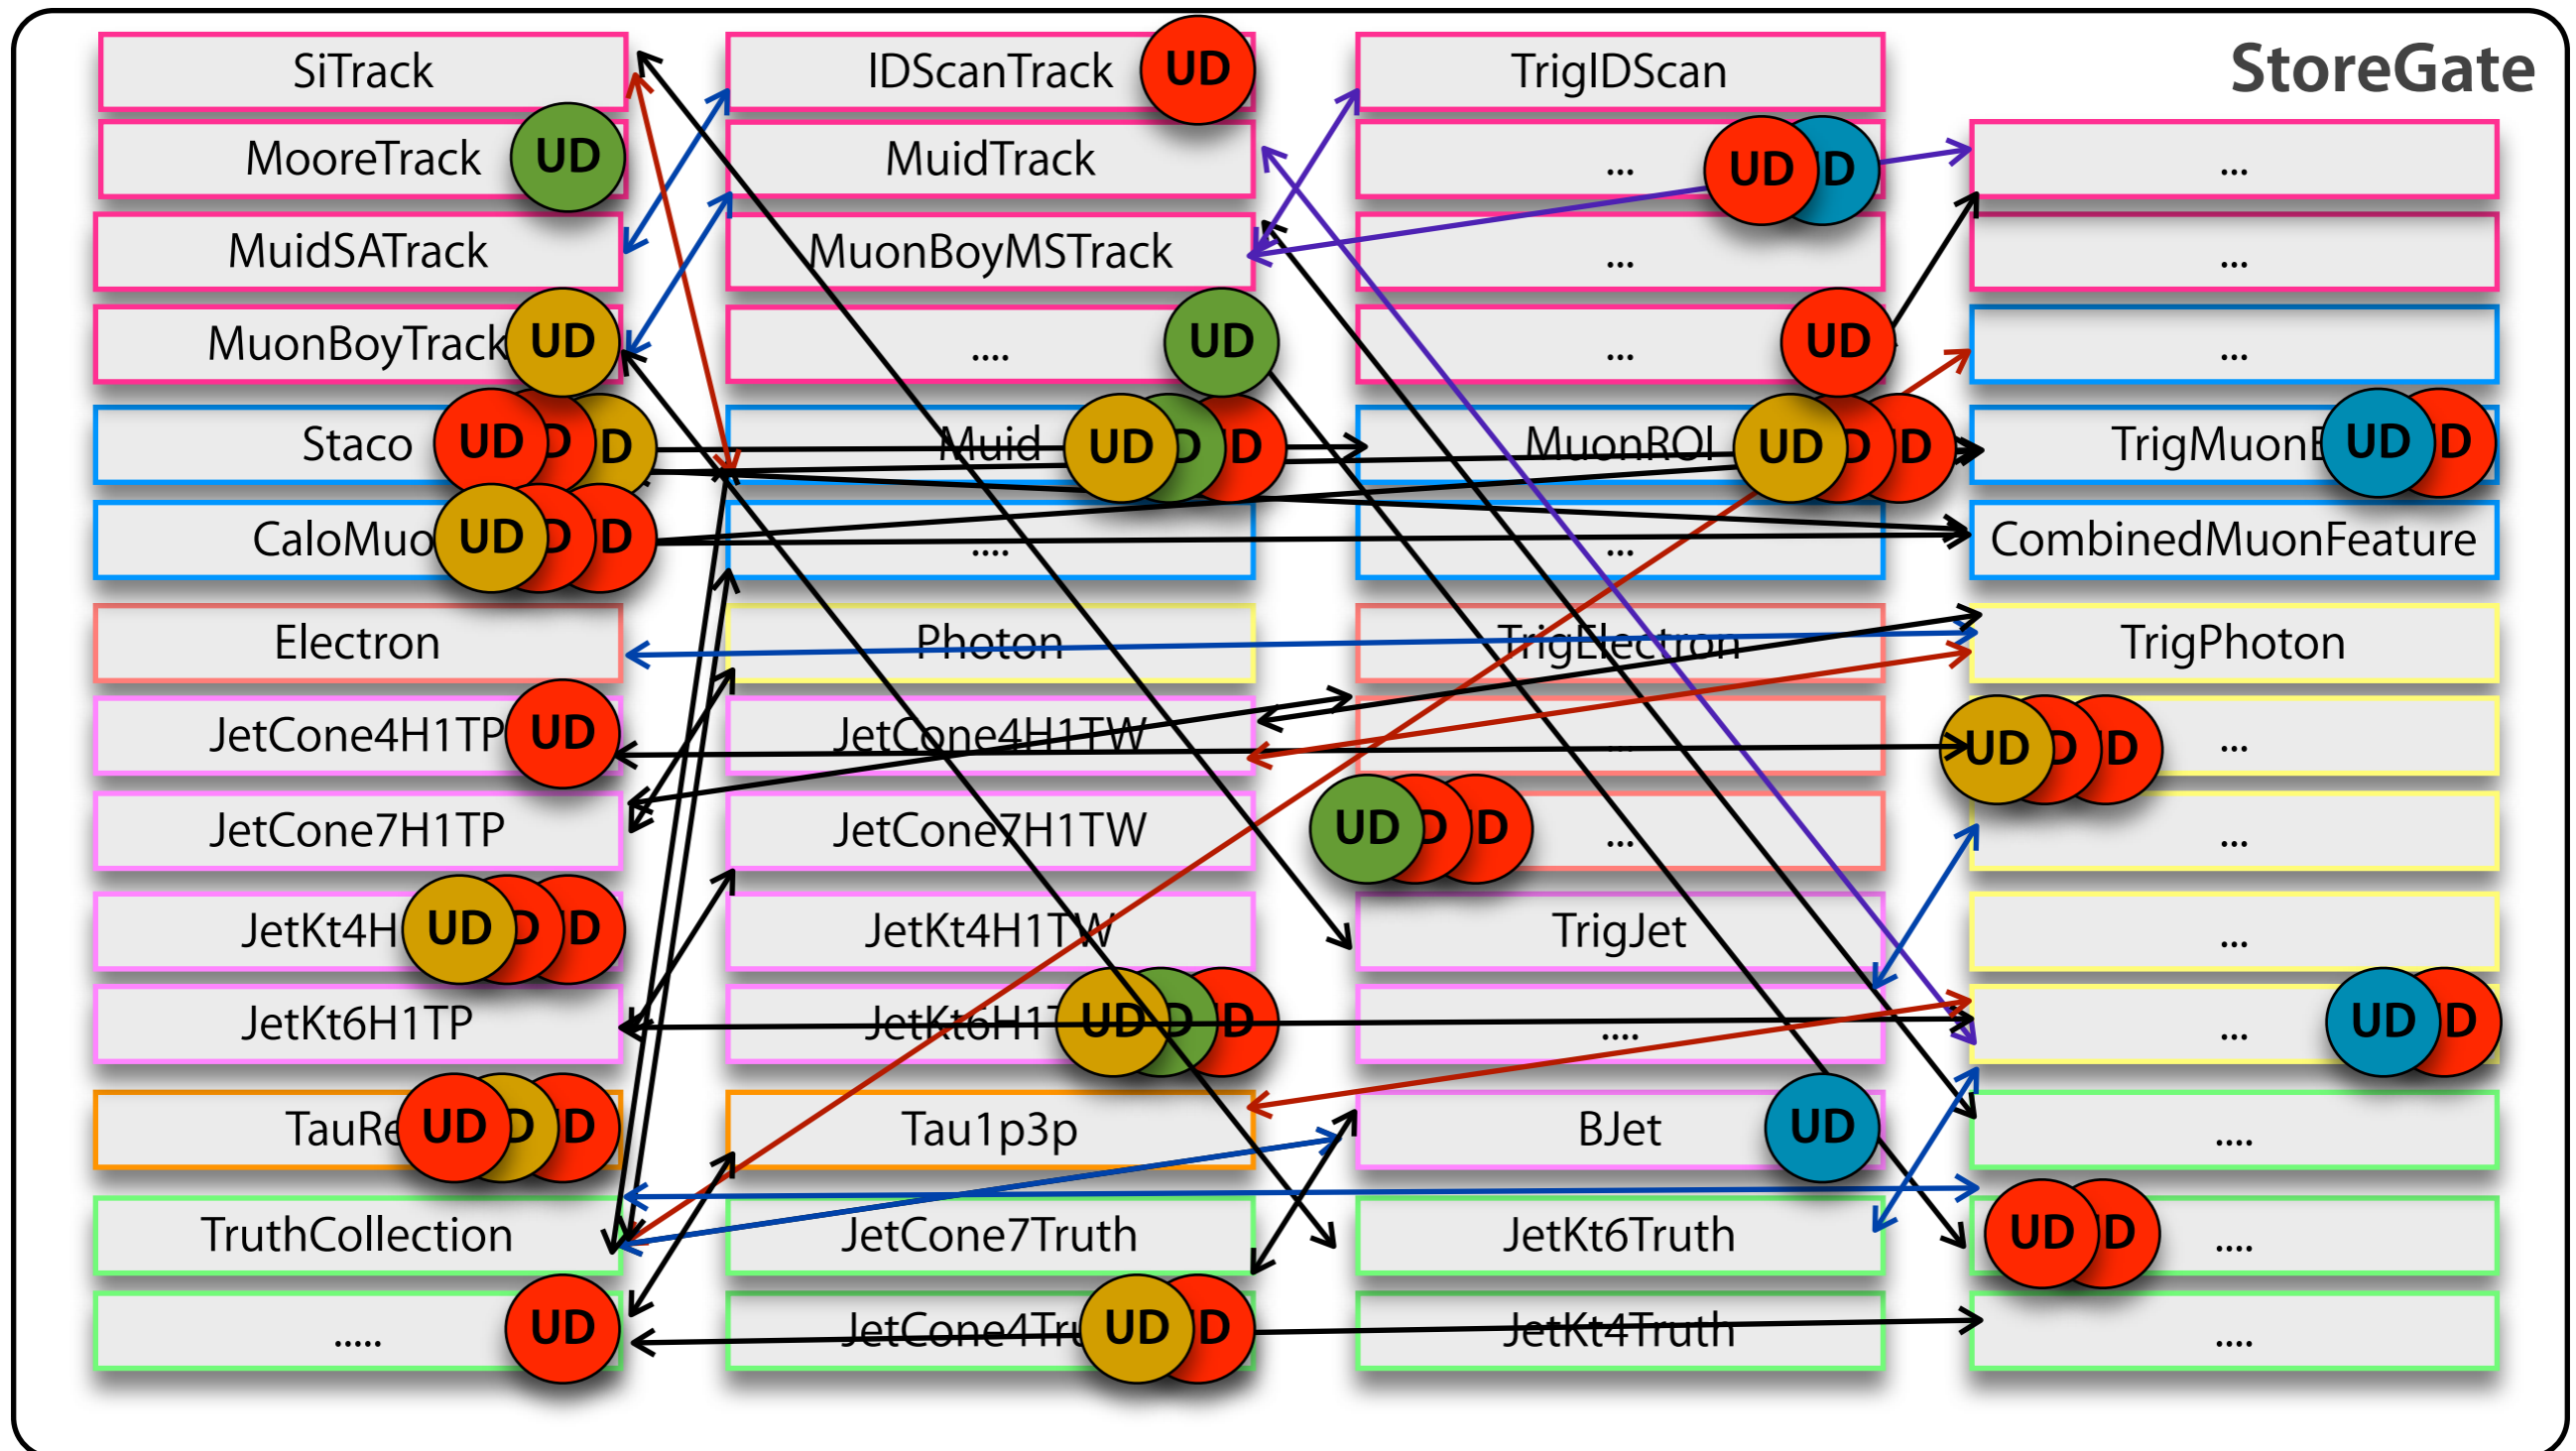 StoreGate
SiTrack
IDScanTrack UD
TrigIDScan
MooreTrack UD
MuidTrack
... UD D
...
MuidSATrack
MuonBoyMSTrack
...
...
MuonBoyTrack UD
.... UD
... UD
...
Staco UD D D
Muid UD D D
MuonROI UD D D
UD D
CaloMuo UD D D
....
...
CombinedMuonFeature
Electron
Photon
TrigElectron
TrigPhoton
JetCone4H1TP UD
JetCone4H1TW
...
UD D D ...
JetCone7H1TP
JetCone7H1TW
UD D D ...
...
UD D D
JetKt4H1TW
TrigJet
...
JetKt6H1TP
UD D D
....
... UD D
UD D D
Tau1p3p
BJet UD
....
TruthCollection
JetCone7Truth
JetKt6Truth
UD D ....
..... UD
UD D
JetKt4Truth
....